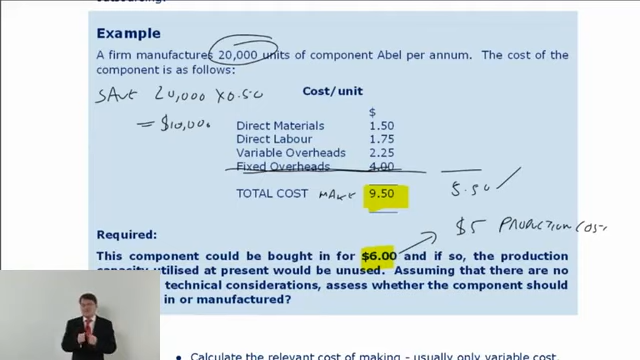 outsourcing.
Example
A firm manufactures 20,000 units of component Abel per annum. The cost of the
component is as follows:
SAVE 20,000 X 0.50
= $10,000
Cost/unit
$
Direct Materials 1.50
Direct Labour 1.75
Variable Overheads 2.25
Fixed Overheads 4.00
TOTAL COST MAKE 9.50
5.50
$5 PRODUCTION COST
Required:
This component could be bought in for $6.00 and if so, the production
utilised at present would be unused. Assuming that there are no
technical considerations, assess whether the component should
in or manufactured?
• Calculate the relevant cost of making – usually only variable cost.